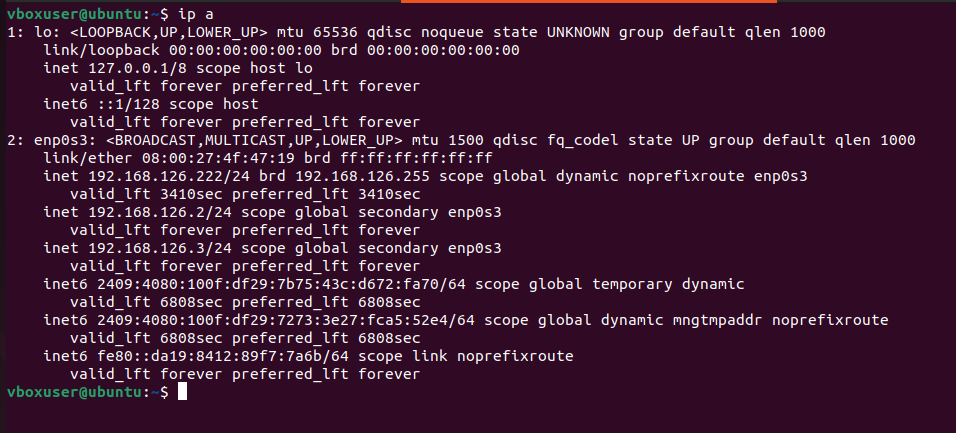 vboxuser@ubuntu:~$ ip a
1: lo: <LOOPBACK,UP,LOWER_UP> mtu 65536 qdisc noqueue state UNKNOWN group default qlen 1000
    link/loopback 00:00:00:00:00:00 brd 00:00:00:00:00:00
    inet 127.0.0.1/8 scope host lo
       valid_lft forever preferred_lft forever
    inet6 ::1/128 scope host
       valid_lft forever preferred_lft forever
2: enp0s3: <BROADCAST,MULTICAST,UP,LOWER_UP> mtu 1500 qdisc fq_codel state UP group default qlen 1000
    link/ether 08:00:27:4f:47:19 brd ff:ff:ff:ff:ff:ff
    inet 192.168.126.222/24 brd 192.168.126.255 scope global dynamic noprefixroute enp0s3
       valid_lft 3410sec preferred_lft 3410sec
    inet 192.168.126.2/24 scope global secondary enp0s3
       valid_lft forever preferred_lft forever
    inet 192.168.126.3/24 scope global secondary enp0s3
       valid_lft forever preferred_lft forever
    inet6 2409:4080:100f:df29:7b75:43c:d672:fa70/64 scope global temporary dynamic
       valid_lft 6808sec preferred_lft 6808sec
    inet6 2409:4080:100f:df29:7273:3e27:fca5:52e4/64 scope global dynamic mngtmpaddr noprefixroute
       valid_lft 6808sec preferred_lft 6808sec
    inet6 fe80::da19:8412:89f7:7a6b/64 scope link noprefixroute
       valid_lft forever preferred_lft forever
vboxuser@ubuntu:~$